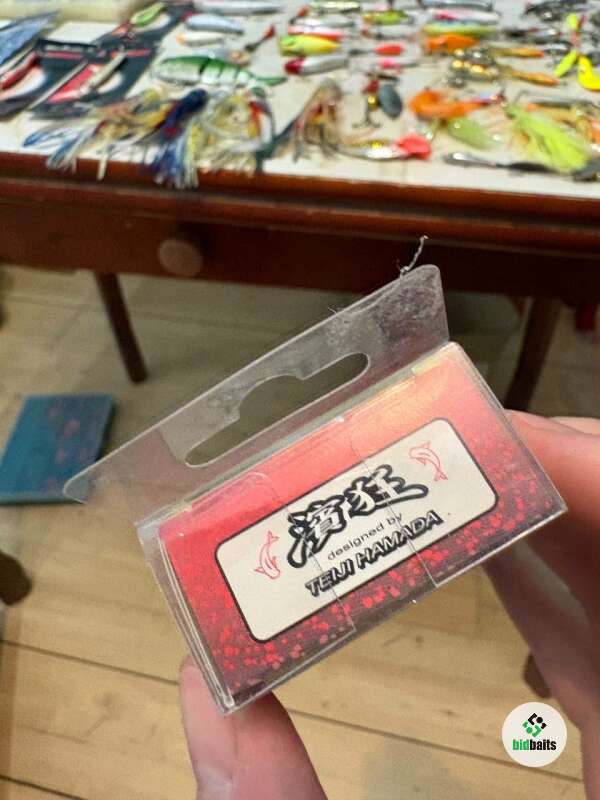 濱狂
designed by
TEIJI HAMADA
bidbaits